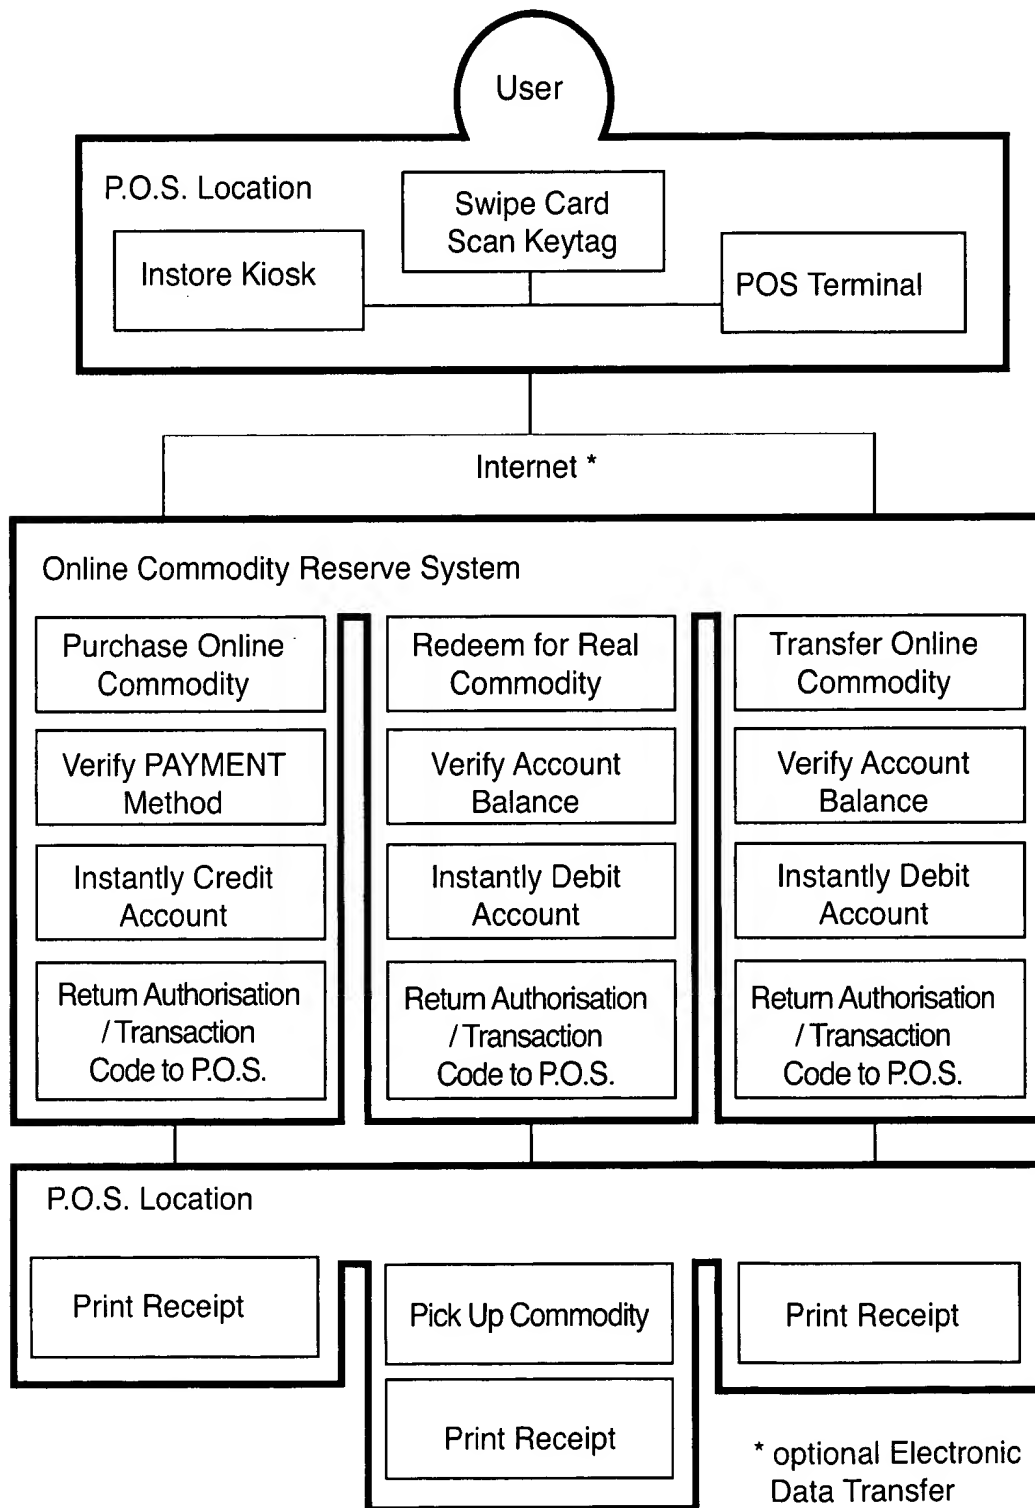 User
P.O.S. Location
Swipe Card
Scan Keytag
Instore Kiosk
POS Terminal
Internet *
Online Commodity Reserve System
Purchase Online
Commodity
Verify PAYMENT
Method
Instantly Credit
Account
Return Authorisation
/ Transaction
Code to P.O.S.
Redeem for Real
Commodity
Verify Account
Balance
Instantly Debit
Account
Return Authorisation
/ Transaction
Code to P.O.S.
Transfer Online
Commodity
Verify Account
Balance
Instantly Debit
Account
Return Authorisation
/ Transaction
Code to P.O.S.
P.O.S. Location
Print Receipt
Pick Up Commodity
Print Receipt
Print Receipt
* optional Electronic
Data Transfer